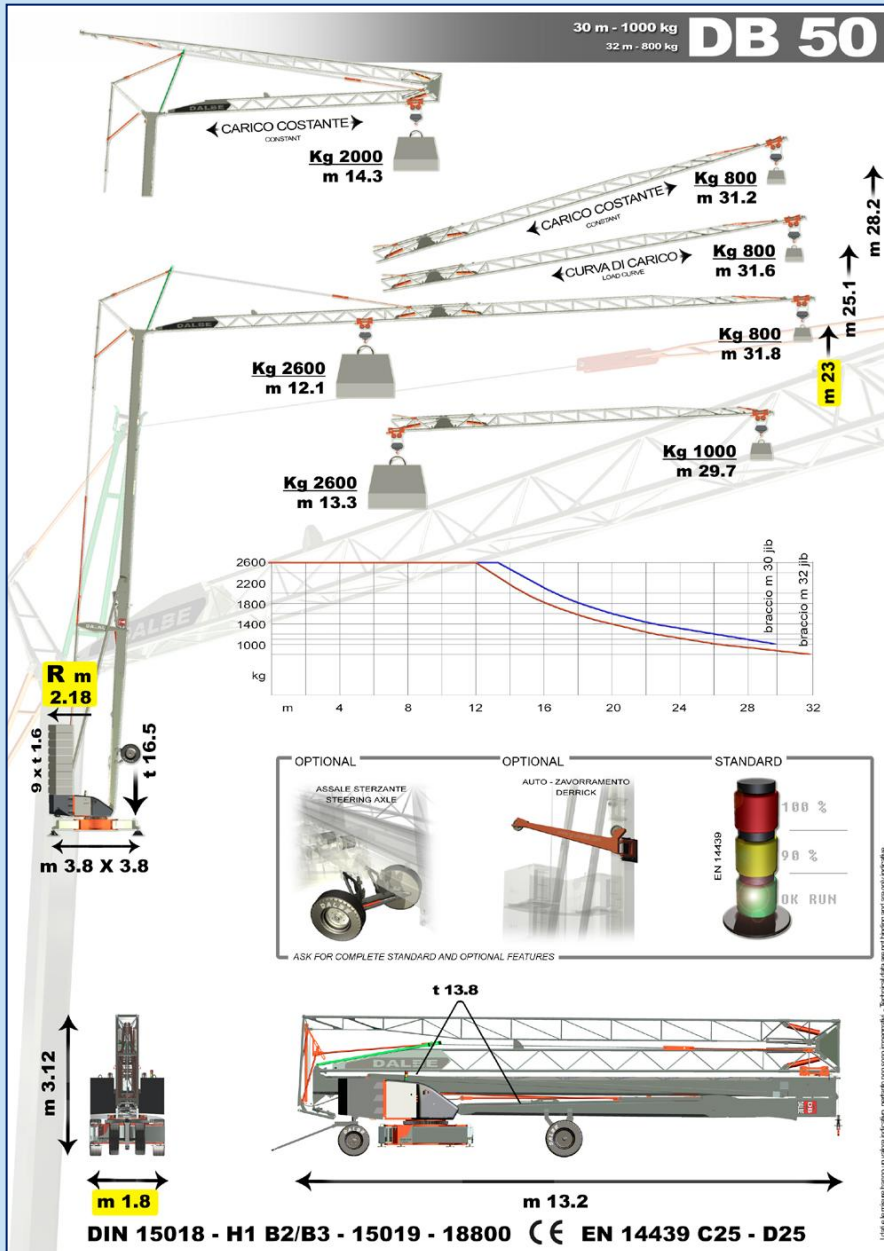 30 m - 1000 kg
32 m - 800 kg
DB 50
DALBE
CARICO COSTANTE
CONSTANT
Kg 2000
m 14.3
Kg 800
m 31.2
CARICO COSTANTE
CONSTANT
m 28.2
Kg 800
m 31.6
CURVA DI CARICO
LOAD CURVE
m 25.1
DALBE
Kg 800
m 31.8
m 23
Kg 2600
m 12.1
Kg 1000
m 29.7
Kg 2600
m 13.3
2600
2200
1800
1400
1000
kg
m 4 8 12 16 20 24 28 32
braccio m 30 jib
braccio m 32 jib
DALBE
DALBE
R m
2.18
9 x t 1.6
t 16.5
m 3.8 X 3.8
OPTIONAL
ASSALE STERZANTE
STEERING AXLE
OPTIONAL
AUTO - ZAVORRAMENTO
DERRICK
STANDARD
EN 14439
100 %
90 %
OK RUN
ASK FOR COMPLETE STANDARD AND OPTIONAL FEATURES
t 13.8
DALBE
m 3.12
m 1.8
m 13.2
DIN 15018 - H1 B2/B3 - 15019 - 18800 CE EN 14439 C25 - D25